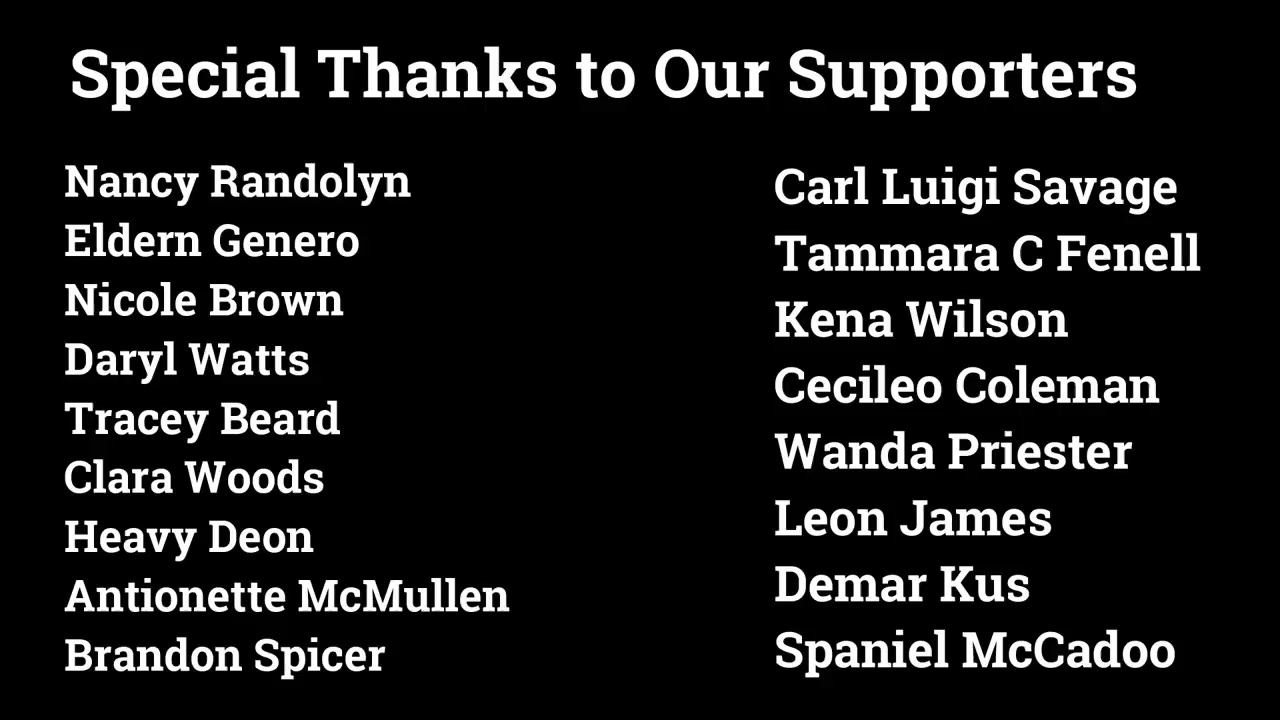 Special Thanks to Our Supporters
Nancy Randolyn
Eldern Genero
Nicole Brown
Daryl Watts
Tracey Beard
Clara Woods
Heavy Deon
Antionette McMullen
Brandon Spicer
Carl Luigi Savage
Tammara C Fenell
Kena Wilson
Cecileo Coleman
Wanda Priester
Leon James
Demar Kus
Spaniel McCadoo